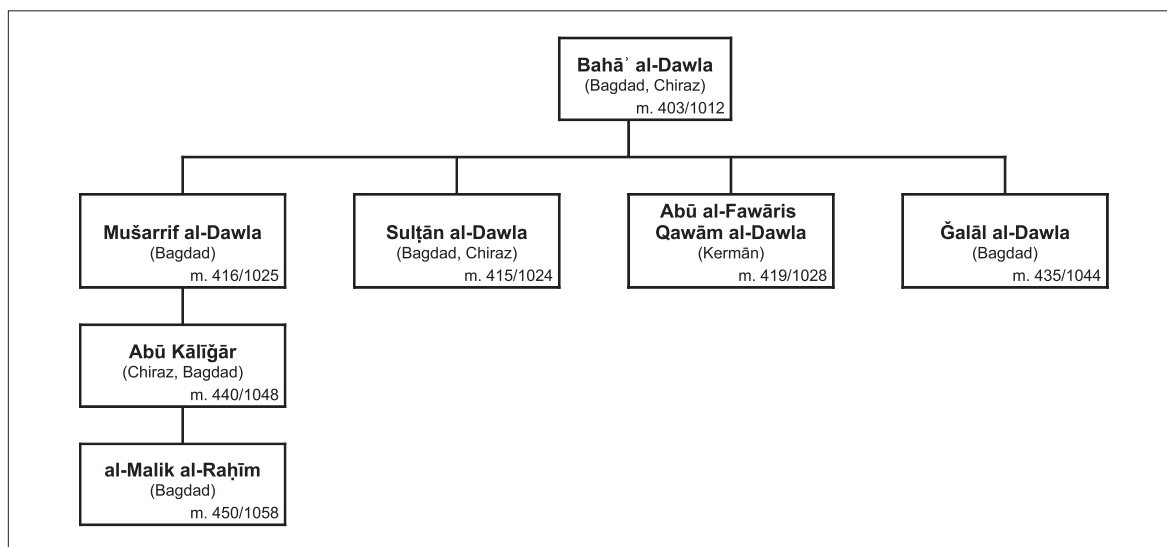 Bahāʾ al-Dawla
(Bagdad, Chiraz)
m. 403/1012
Mušarrif al-Dawla
(Bagdad)
m. 416/1025
Sulṭān al-Dawla
(Bagdad, Chiraz)
m. 415/1024
Abū al-Fawāris
Qawām al-Dawla
(Kermān)
m. 419/1028
Ǧalāl al-Dawla
(Bagdad)
m. 435/1044
Abū Kālīǧār
(Chiraz, Bagdad)
m. 440/1048
al-Malik al-Raḥīm
(Bagdad)
m. 450/1058